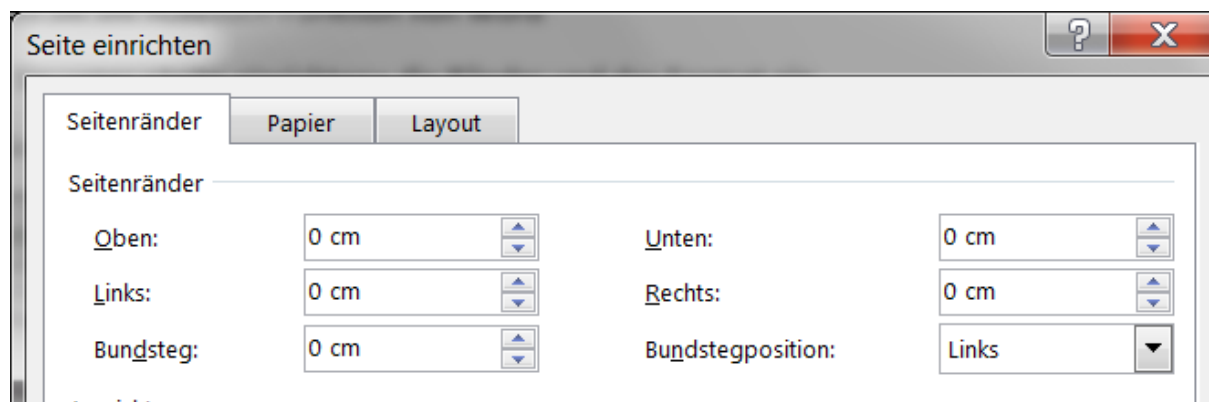 Seite einrichten
Seitenränder Papier Layout
Seitenränder
Oben: 0 cm Unten: 0 cm
Links: 0 cm Rechts: 0 cm
Bundsteg: 0 cm Bundstegposition: Links